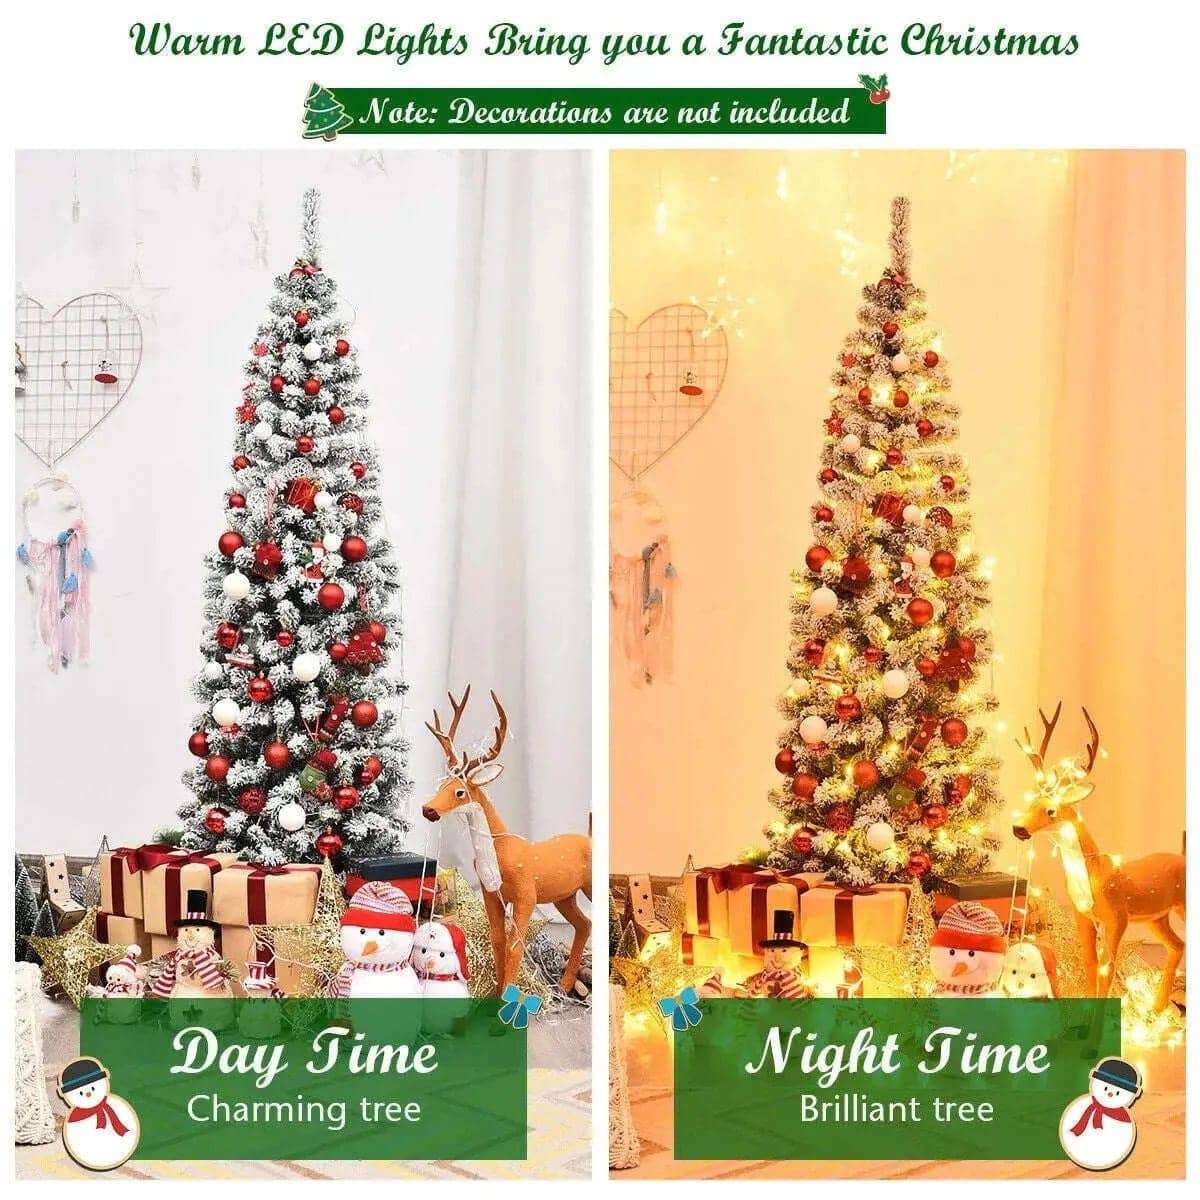 Warm LED Lights Bring you a Fantastic Christmas
Note: Decorations are not included
Day Time
Charming tree
Night Time
Brilliant tree